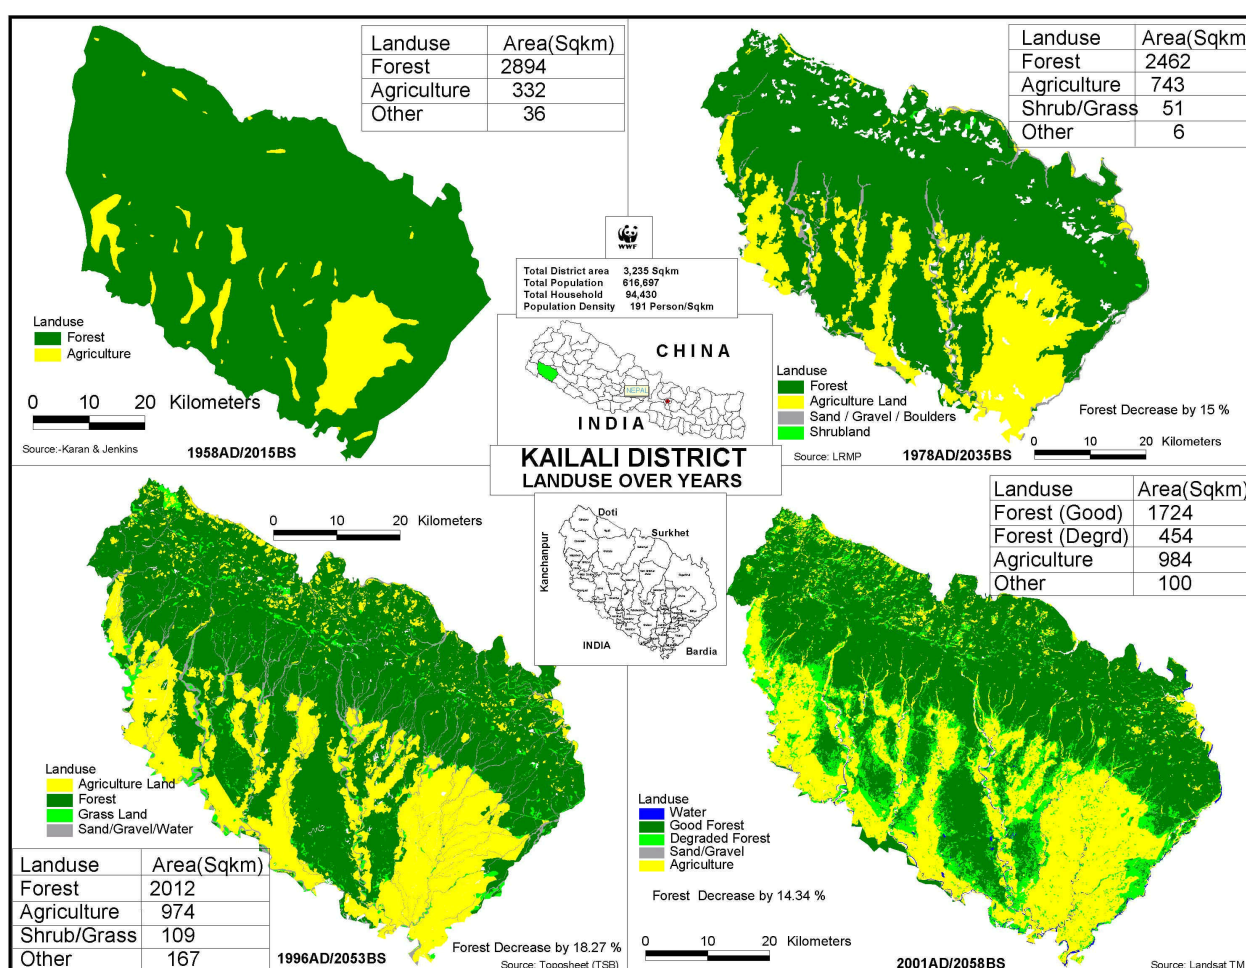 Landuse Area(Sqkm)
Forest 2894
Agriculture 332
Other 36
Landuse
Forest
Agriculture
0 10 20 Kilometers
Source:-Karan & Jenkins
1958AD/2015BS
Landuse Area(Sqkm
Forest 2462
Agriculture 743
Shrub/Grass 51
Other 6
Landuse
Forest
Agriculture Land
Sand / Gravel / Boulders
Shrubland
Forest Decrease by 15 %
0 10 20 Kilometers
Source: LRMP
1978AD/2035BS
WWF
Total District area 3,235 Sqkm
Total Population 616,697
Total Household 94,430
Population Density 191 Person/Sqkm
CHINA
NEPAL
INDIA
KAILALI DISTRICT
LANDUSE OVER YEARS
Doti
Surkhet
Kanchanpur
INDIA
Bardia
0 10 20 Kilometers
Landuse
Agriculture Land
Forest
Grass Land
Sand/Gravel/Water
Landuse Area(Sqkm)
Forest 2012
Agriculture 974
Shrub/Grass 109
Other 167
1996AD/2053BS
Forest Decrease by 18.27 %
Source: Toposheet (TSB)
Landuse Area(Sqkm)
Forest (Good) 1724
Forest (Degrd) 454
Agriculture 984
Other 100
Landuse
Water
Good Forest
Degraded Forest
Sand/Gravel
Agriculture
Forest Decrease by 14.34 %
0 10 20 Kilometers
2001AD/2058BS
Source: Landsat TM